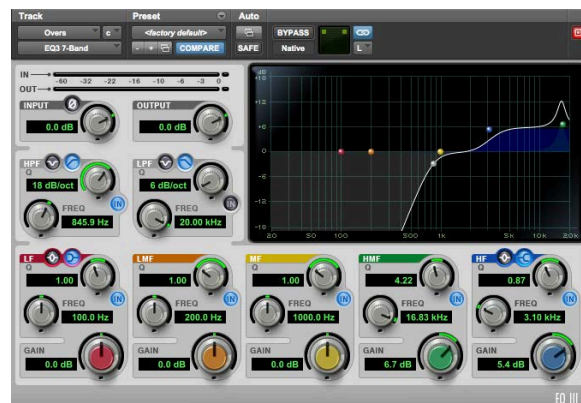 Track Preset Auto
Overs c <factory default> BYPASS
EQ3 7-Band - + COMPARE SAFE Native L
IN -60 -32 -22 -16 -10 -6 -3 0
OUT
INPUT Ø OUTPUT
0.0 dB 0.0 dB
HPF LPF
Q Q
18 dB/oct 6 dB/oct
IN IN
FREQ FREQ
845.9 Hz 20.00 kHz
dB
+18
+12
+6
0
-6
-12
-18
20 50 100 500 1k 5k 10k 20k
LF LMF MF HMF HF
Q Q Q Q Q
1.00 1.00 1.00 4.22 0.87
IN IN IN IN IN
FREQ FREQ FREQ FREQ FREQ
100.0 Hz 200.0 Hz 1000.0 Hz 16.83 kHz 3.10 kHz
GAIN GAIN GAIN GAIN GAIN
0.0 dB 0.0 dB 0.0 dB 6.7 dB 5.4 dB
EQ III